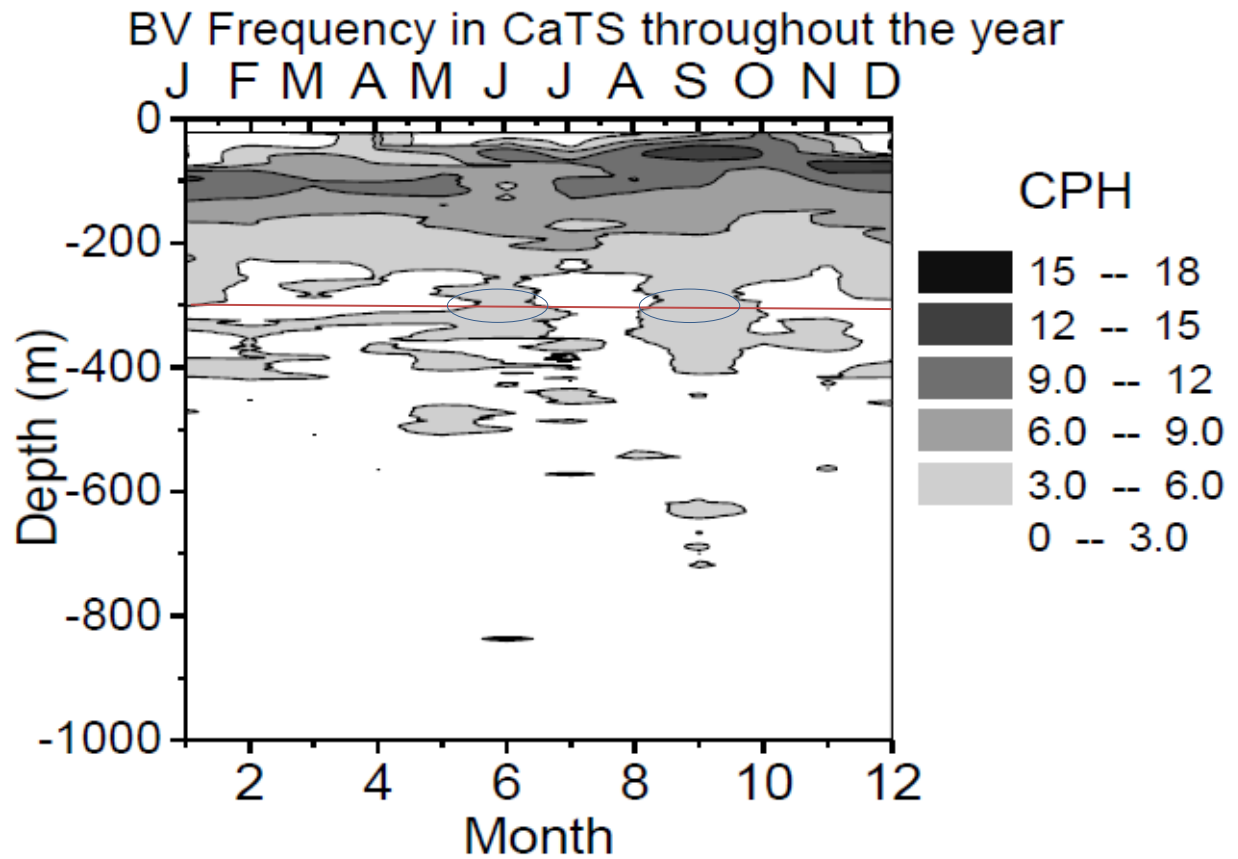 BV Frequency in CaTS throughout the year
J F M A M J J A S O N D
0
-200
-400
-600
-800
-1000
Depth (m)
2 4 6 8 10 12
Month
CPH
15 -- 18
12 -- 15
9.0 -- 12
6.0 -- 9.0
3.0 -- 6.0
0 -- 3.0